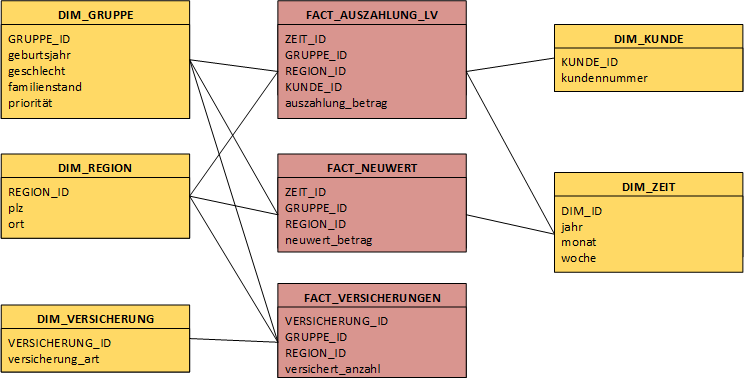 DIM_GRUPPE
GRUPPE_ID
geburtsjahr
geschlecht
familienstand
priorität
DIM_REGION
REGION_ID
plz
ort
DIM_VERSICHERUNG
VERSICHERUNG_ID
versicherung_art
FACT_AUSZAHLUNG_LV
ZEIT_ID
GRUPPE_ID
REGION_ID
KUNDE_ID
auszahlung_betrag
FACT_NEUWERT
ZEIT_ID
GRUPPE_ID
REGION_ID
neuwert_betrag
FACT_VERSICHERUNGEN
VERSICHERUNG_ID
GRUPPE_ID
REGION_ID
versichert_anzahl
DIM_KUNDE
KUNDE_ID
kundennummer
DIM_ZEIT
DIM_ID
jahr
monat
woche